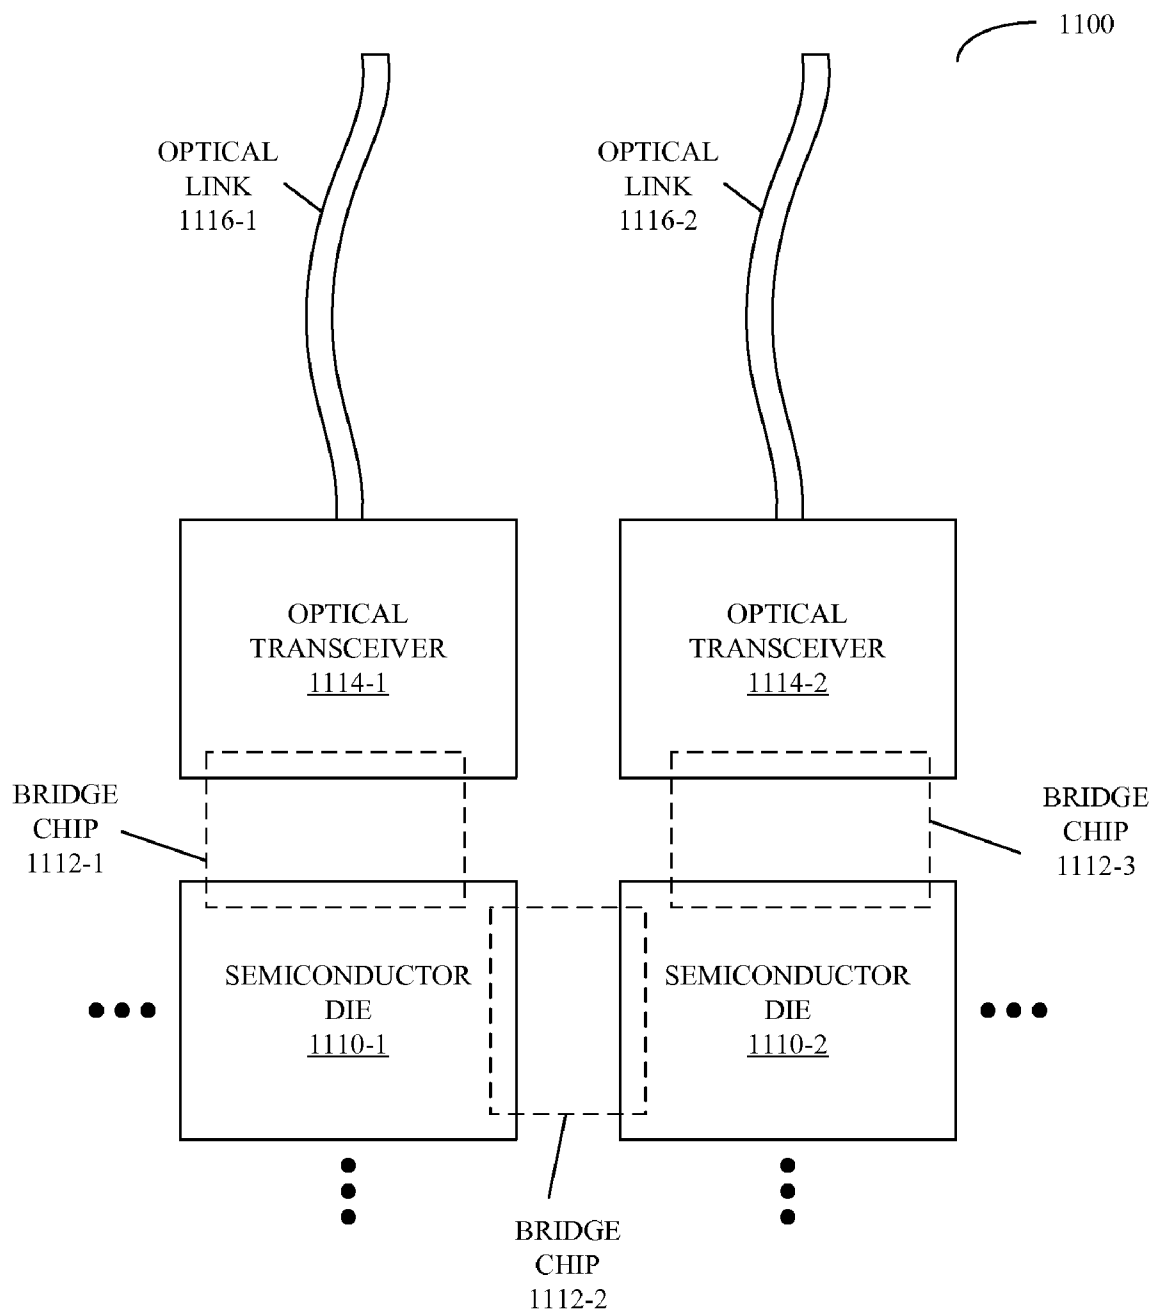 1100
OPTICAL
LINK
1116-1
OPTICAL
LINK
1116-2
OPTICAL
TRANSCEIVER
1114-1
OPTICAL
TRANSCEIVER
1114-2
BRIDGE
CHIP
1112-1
BRIDGE
CHIP
1112-3
SEMICONDUCTOR
DIE
1110-1
SEMICONDUCTOR
DIE
1110-2
BRIDGE
CHIP
1112-2